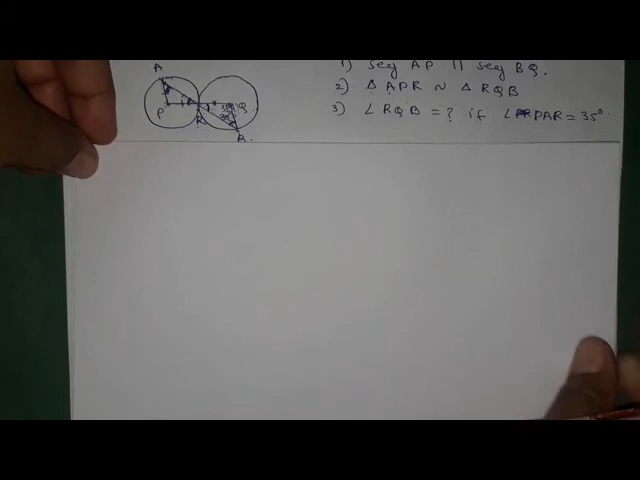 1) seg AP || seg BQ.
2) Δ APR ~ Δ RQB
3) ∠ RQB = ? if ∠ PAR = 35°.
A
P
R
Q